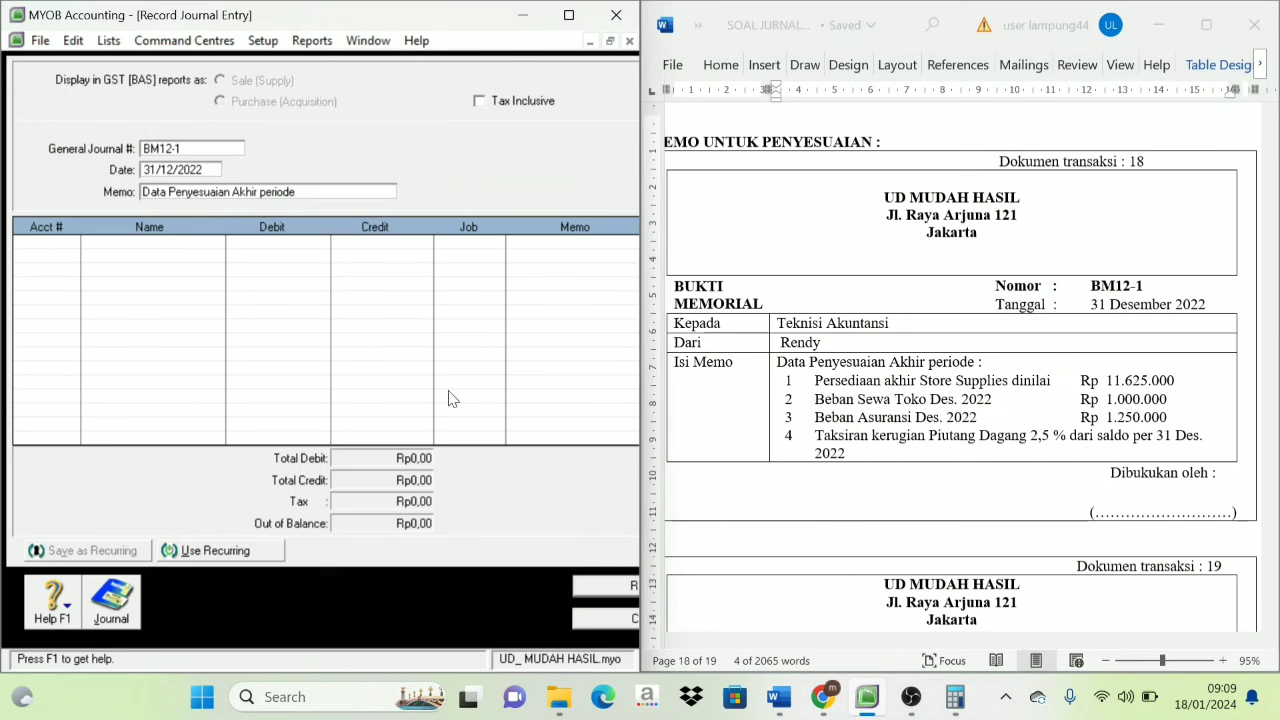 MYOB Accounting - [Record Journal Entry]
File Edit Lists Command Centres Setup Reports Window Help
Display in GST [BAS] reports as: Sale (Supply)
Purchase (Acquisition)
Tax Inclusive
General Journal #: BM12-1
Date: 31/12/2022
Memo: Data Penyesuaian Akhir periode
Acct # Name Debit Credit Job Memo
Total Debit: Rp0,00
Total Credit: Rp0,00
Tax : Rp0,00
Out of Balance: Rp0,00
Save as Recurring Use Recurring
Help F1 Journal
R
C
Press F1 to get help. UD_ MUDAH HASIL.myo
SOAL JURNAL... • Saved user lampung44 UL
File Home Insert Draw Design Layout References Mailings Review View Help Table Desig
EMO UNTUK PENYESUAIAN :
Dokumen transaksi : 18
UD MUDAH HASIL
Jl. Raya Arjuna 121
Jakarta
BUKTI Nomor : BM12-1
MEMORIAL Tanggal : 31 Desember 2022
Kepada Teknisi Akuntansi
Dari Rendy
Isi Memo Data Penyesuaian Akhir periode :
1 Persediaan akhir Store Supplies dinilai Rp 11.625.000
2 Beban Sewa Toko Des. 2022 Rp 1.000.000
3 Beban Asuransi Des. 2022 Rp 1.250.000
4 Taksiran kerugian Piutang Dagang 2,5 % dari saldo per 31 Des.
2022
Dibukukan oleh :
(……………………)
Dokumen transaksi : 19
UD MUDAH HASIL
Jl. Raya Arjuna 121
Jakarta
Page 18 of 19 4 of 2065 words Focus 95%
Search
09:09
18/01/2024